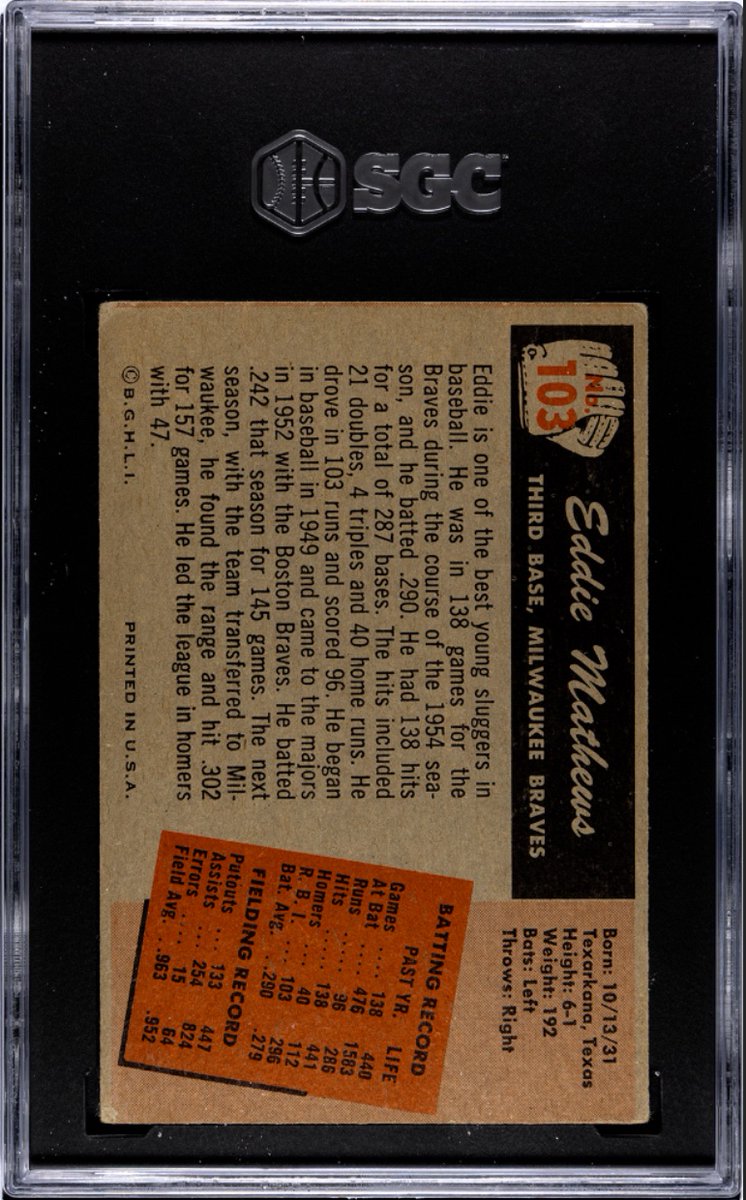 SGC
NO.
103
Eddie Mathews
THIRD BASE, MILWAUKEE BRAVES
Born: 10/13/31
Texarkana, Texas
Height: 6-1
Weight: 192
Bats: Left
Throws: Right
Eddie is one of the best young sluggers in
baseball. He was in 138 games for the
Braves during the course of the 1954 sea-
son, and he batted .290. He had 138 hits
for a total of 287 bases. The hits included
21 doubles, 4 triples and 40 home runs. He
drove in 103 runs and scored 96. He began
in baseball in 1949 and came to the majors
in 1952 with the Boston Braves. He batted
.242 that season for 145 games. The next
season, with the team transferred to Mil-
waukee, he found the range and hit .302
for 157 games. He led the league in homers
with 47.
BATTING RECORD
PAST YR. LIFE
Games ..... 138 440
At Bat .... 476 1583
Runs ..... 96 286
Hits ..... 138 441
Homers .... 40 112
R. B. I. .... 103 296
Bat. Avg. .. .290 .279
FIELDING RECORD
Putouts .... 133 447
Assists .... 254 824
Errors .... 15 64
Field Avg. .. .963 .952
©B.G.H.L.I. PRINTED IN U.S.A.